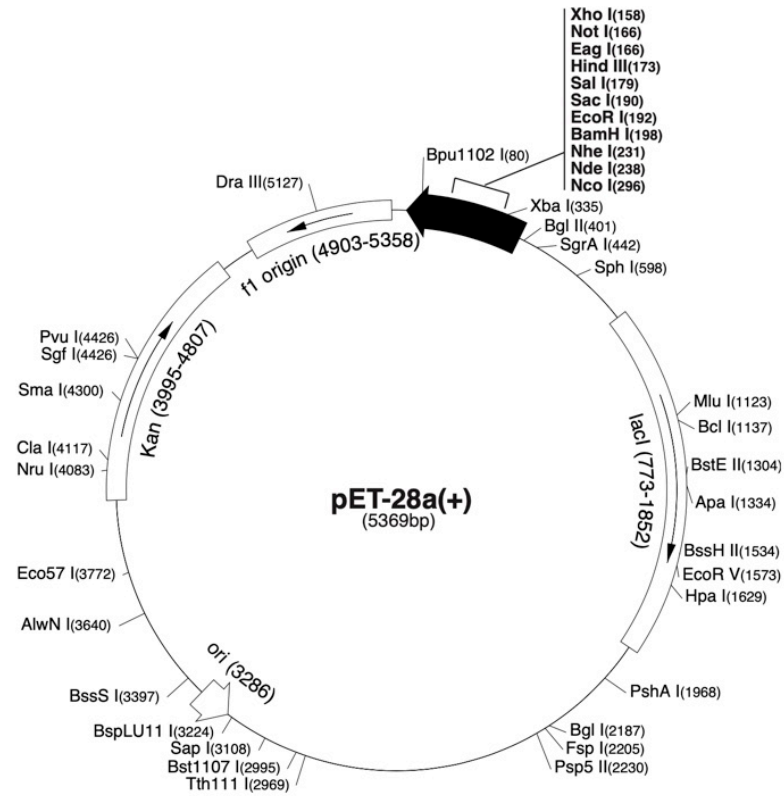 Xho I(158)
Not I(166)
Eag I(166)
Hind III(173)
Sal I(179)
Sac I(190)
EcoR I(192)
BamH I(198)
Nhe I(231)
Nde I(238)
Nco I(296)
Bpu1102 I(80)
Dra III(5127)
Xba I(335)
Bgl II(401)
SgrA I(442)
Sph I(598)
f1 origin (4903-5358)
Pvu I(4426)
Sgf I(4426)
Sma I(4300)
Kan (3995-4807)
Cla I(4117)
Nru I(4083)
Mlu I(1123)
Bcl I(1137)
BstE II(1304)
Apa I(1334)
lacI (773-1852)
BssH II(1534)
EcoR V(1573)
Hpa I(1629)
pET-28a(+)
(5369bp)
Eco57 I(3772)
AlwN I(3640)
ori (3286)
BssS I(3397)
PshA I(1968)
BspLU11 I(3224)
Sap I(3108)
Bst1107 I(2995)
Tth111 I(2969)
Bgl I(2187)
Fsp I(2205)
Psp5 II(2230)